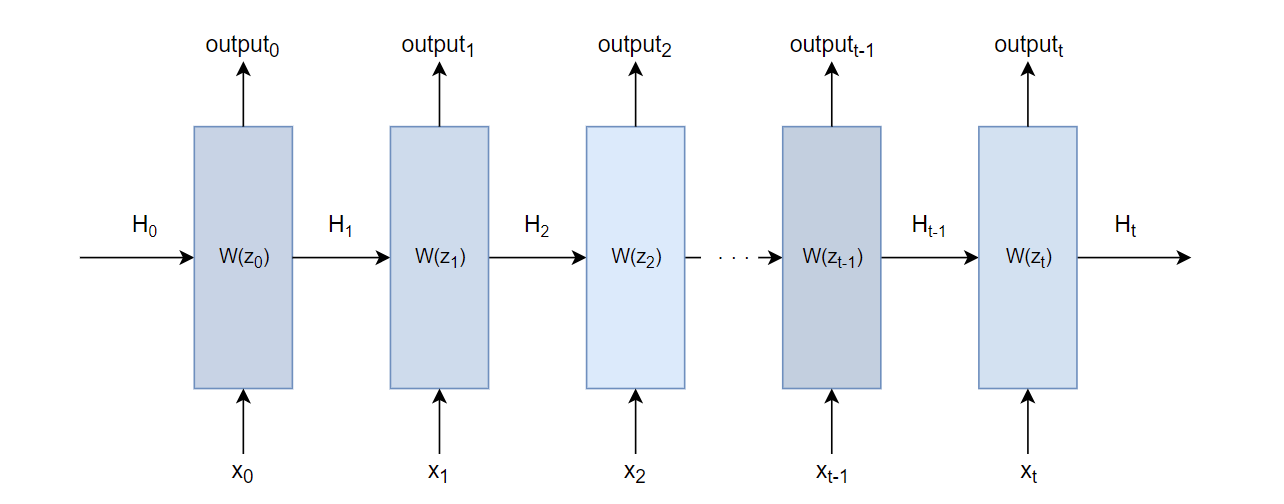 output₀ output₁ output₂ outputₜ₋₁ outputₜ
H₀ H₁ H₂ Hₜ₋₁ Hₜ
W(z₀) W(z₁) W(z₂) . . . W(zₜ₋₁) W(zₜ)
x₀ x₁ x₂ xₜ₋₁ xₜ